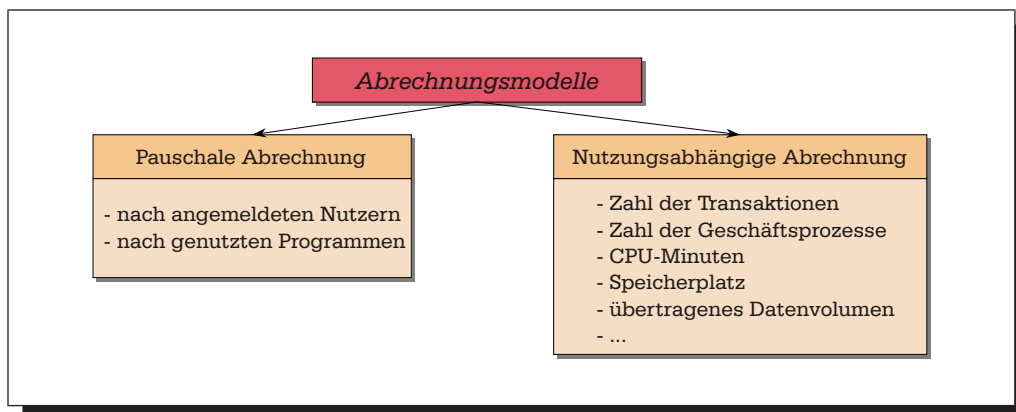 Abrechnungsmodelle
Pauschale Abrechnung
- nach angemeldeten Nutzern
- nach genutzten Programmen
Nutzungsabhängige Abrechnung
- Zahl der Transaktionen
- Zahl der Geschäftsprozesse
- CPU-Minuten
- Speicherplatz
- übertragenes Datenvolumen
- ...